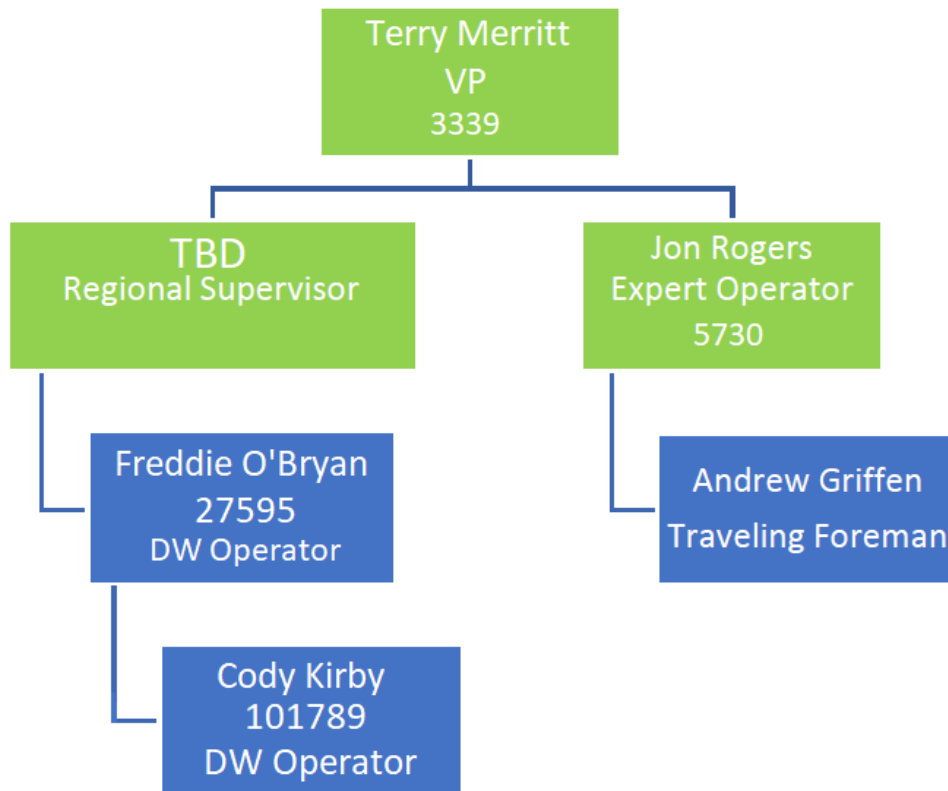 Terry Merritt
VP
3339
TBD
Regional Supervisor
Jon Rogers
Expert Operator
5730
Freddie O'Bryan
27595
DW Operator
Andrew Griffen
Traveling Foreman
Cody Kirby
101789
DW Operator